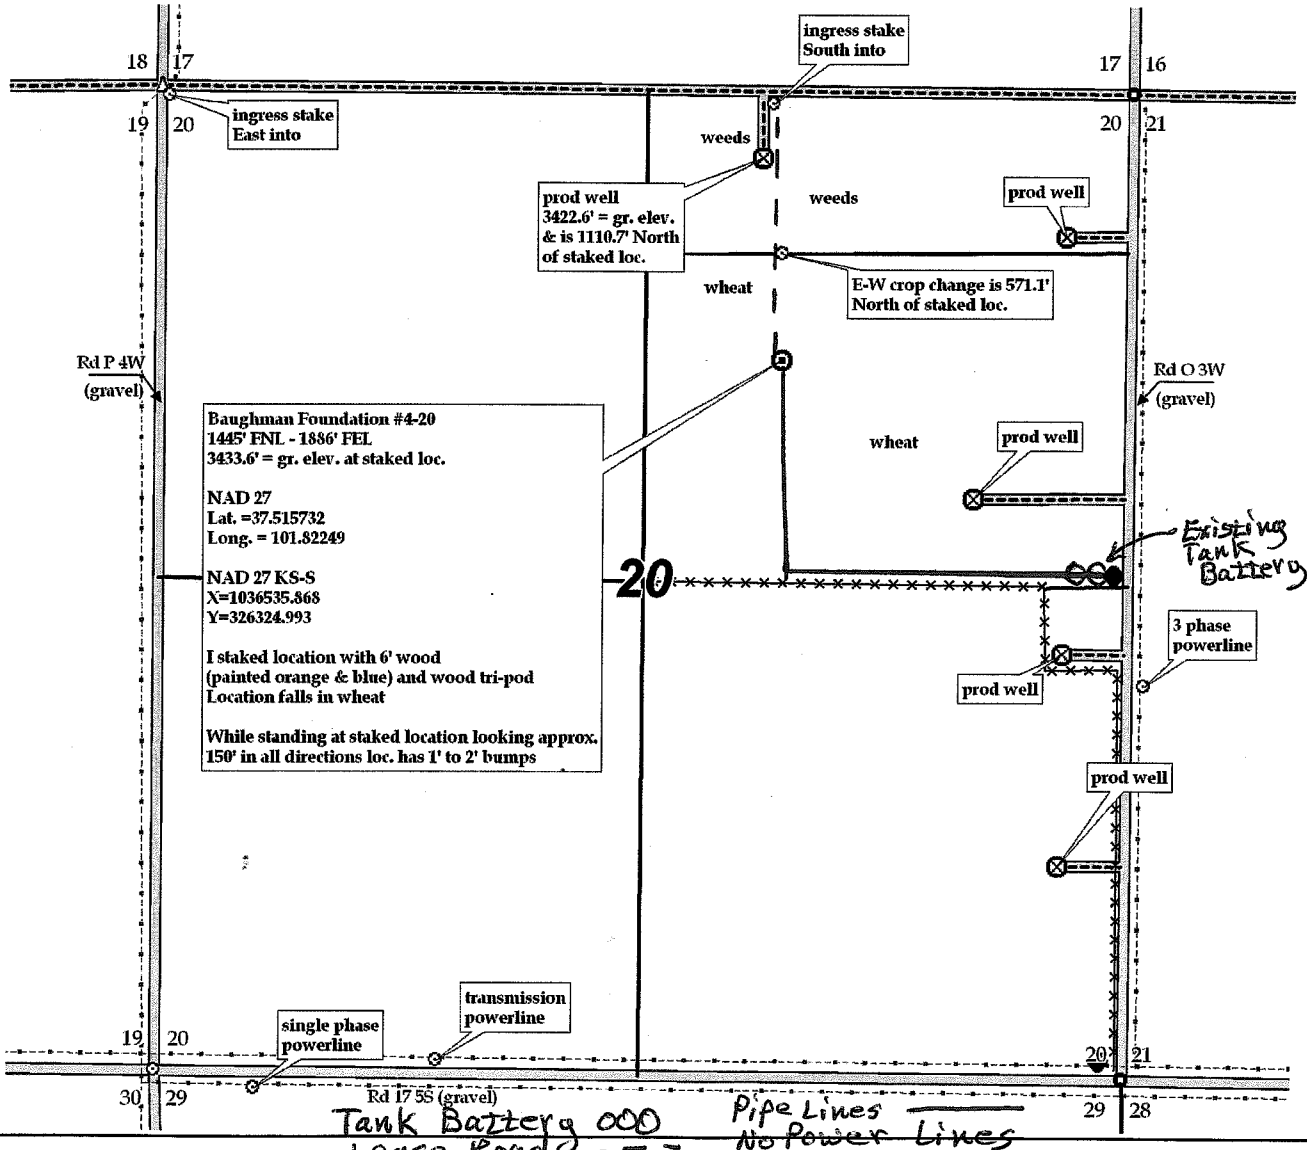 ingress stake
South into
18 17
17 16
ingress stake
East into
19 20
20 21
weeds
weeds
prod well
prod well
3422.6' = gr. elev.
& is 1110.7' North
of staked loc.
E-W crop change is 571.1'
North of staked loc.
wheat
Rd P 4W
(gravel)
Rd O 3W
(gravel)
Baughman Foundation #4-20
1445' FNL - 1886' FEL
3433.6' = gr. elev. at staked loc.
NAD 27
Lat. =37.515732
Long. = 101.82249
NAD 27 KS-S
X=1036535.868
Y=326324.993
I staked location with 6' wood
(painted orange & blue) and wood tri-pod
Location falls in wheat
While standing at staked location looking approx.
150' in all directions loc. has 1' to 2' bumps
wheat
prod well
Existing
Tank
Battery
20
3 phase
powerline
prod well
prod well
transmission
powerline
single phase
powerline
19 20
20 21
30 29
29 28
Rd 17 5S (gravel)
Tank Battery 000
Pipe Lines
No Power Lines
Lease Roads